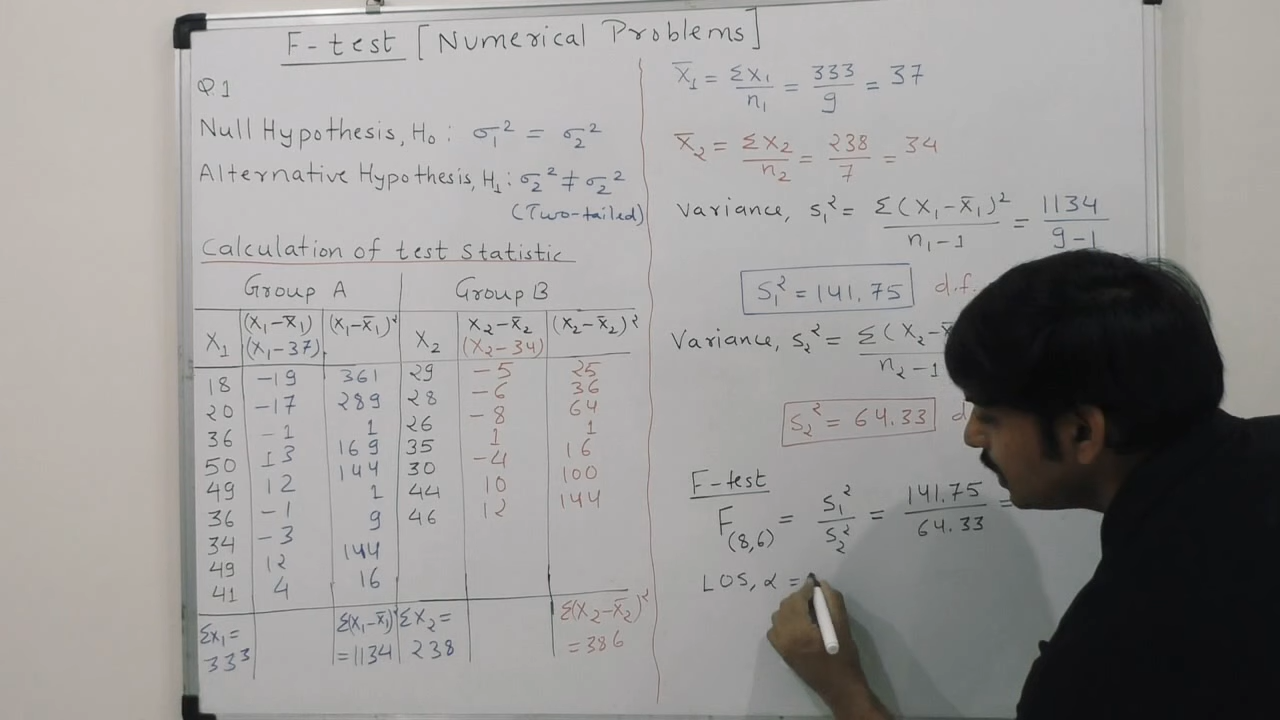 F-test [Numerical Problems]
Q.1
Null Hypothesis, H₀ : σ₁² = σ₂²
Alternative Hypothesis, H₁ : σ₂² ≠ σ₂²
(Two-tailed)
Calculation of test Statistic
Group A Group B
X₁ (X₁-X̄₁) (X₁-X̄₁)² X₂ X₂-X̄₂ (X₂-X̄₂)²
(X₁-37) (X₂-34)
18 -19 361 29 -5 25
20 -17 289 28 -6 36
36 -1 1 26 -8 64
50 13 169 35 1 1
49 12 144 30 -4 16
36 -1 1 44 10 100
34 -3 9 46 12 144
49 12 144
41 4 16
Σx₁ = 333 Σ(X₁-X̄₁)² = 1134 ΣX₂ = 238 Σ(X₂-X̄₂)² = 386
X̄₁ = ΣX₁/n₁ = 333/9 = 37
X̄₂ = ΣX₂/n₂ = 238/7 = 34
Variance, S₁² = Σ(X₁-X̄₁)²/n₁-1 = 1134/9-1
S₁² = 141.75 d.f.
Variance, S₂² = Σ(X₂-X̄/n₂-1
S₂² = 64.33 d
F-test
F(8,6) = S₁²/S₂² = 141.75/64.33 =
LOS, α =